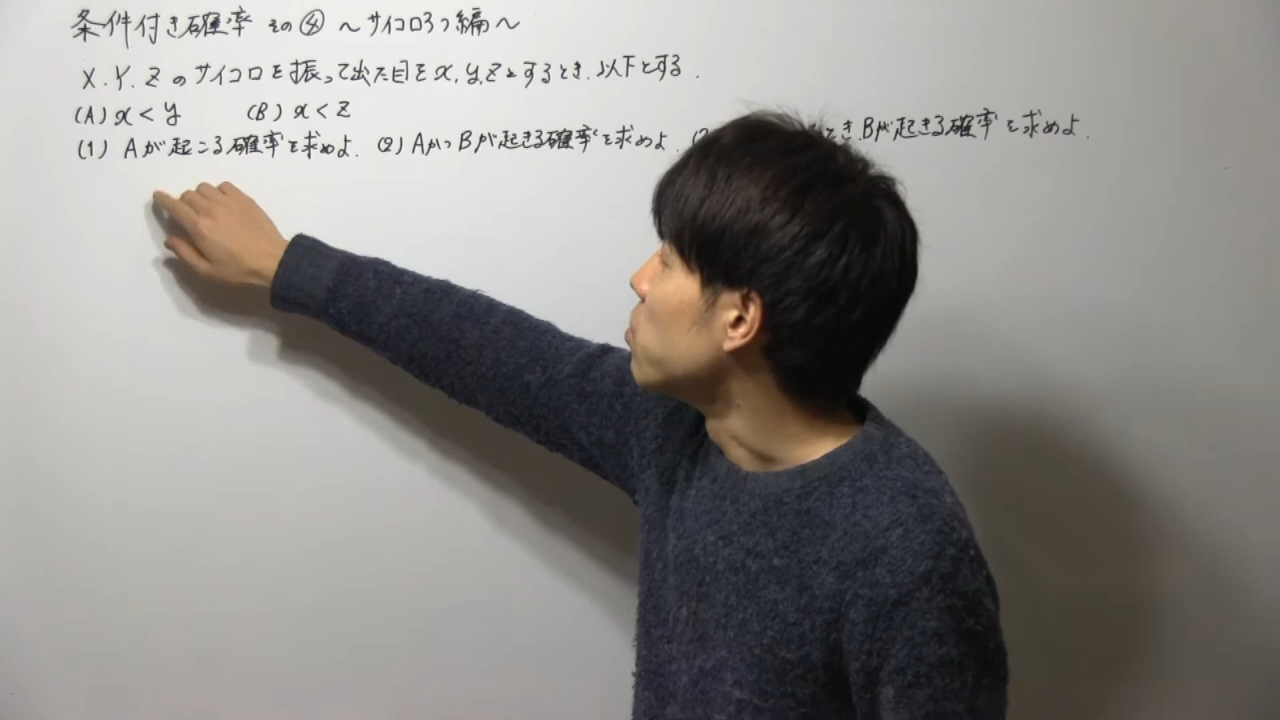 条件付き確率 その④ ～サイコロ3つ編～
X.Y.Zのサイコロを振って出た目をx,y,zとするとき、以下とする.
(A) x < y (B) x < z
(1) Aが起こる確率を求めよ. (2) AかつBが起きる確率を求めよ. ときBが起きる確率を求めよ.